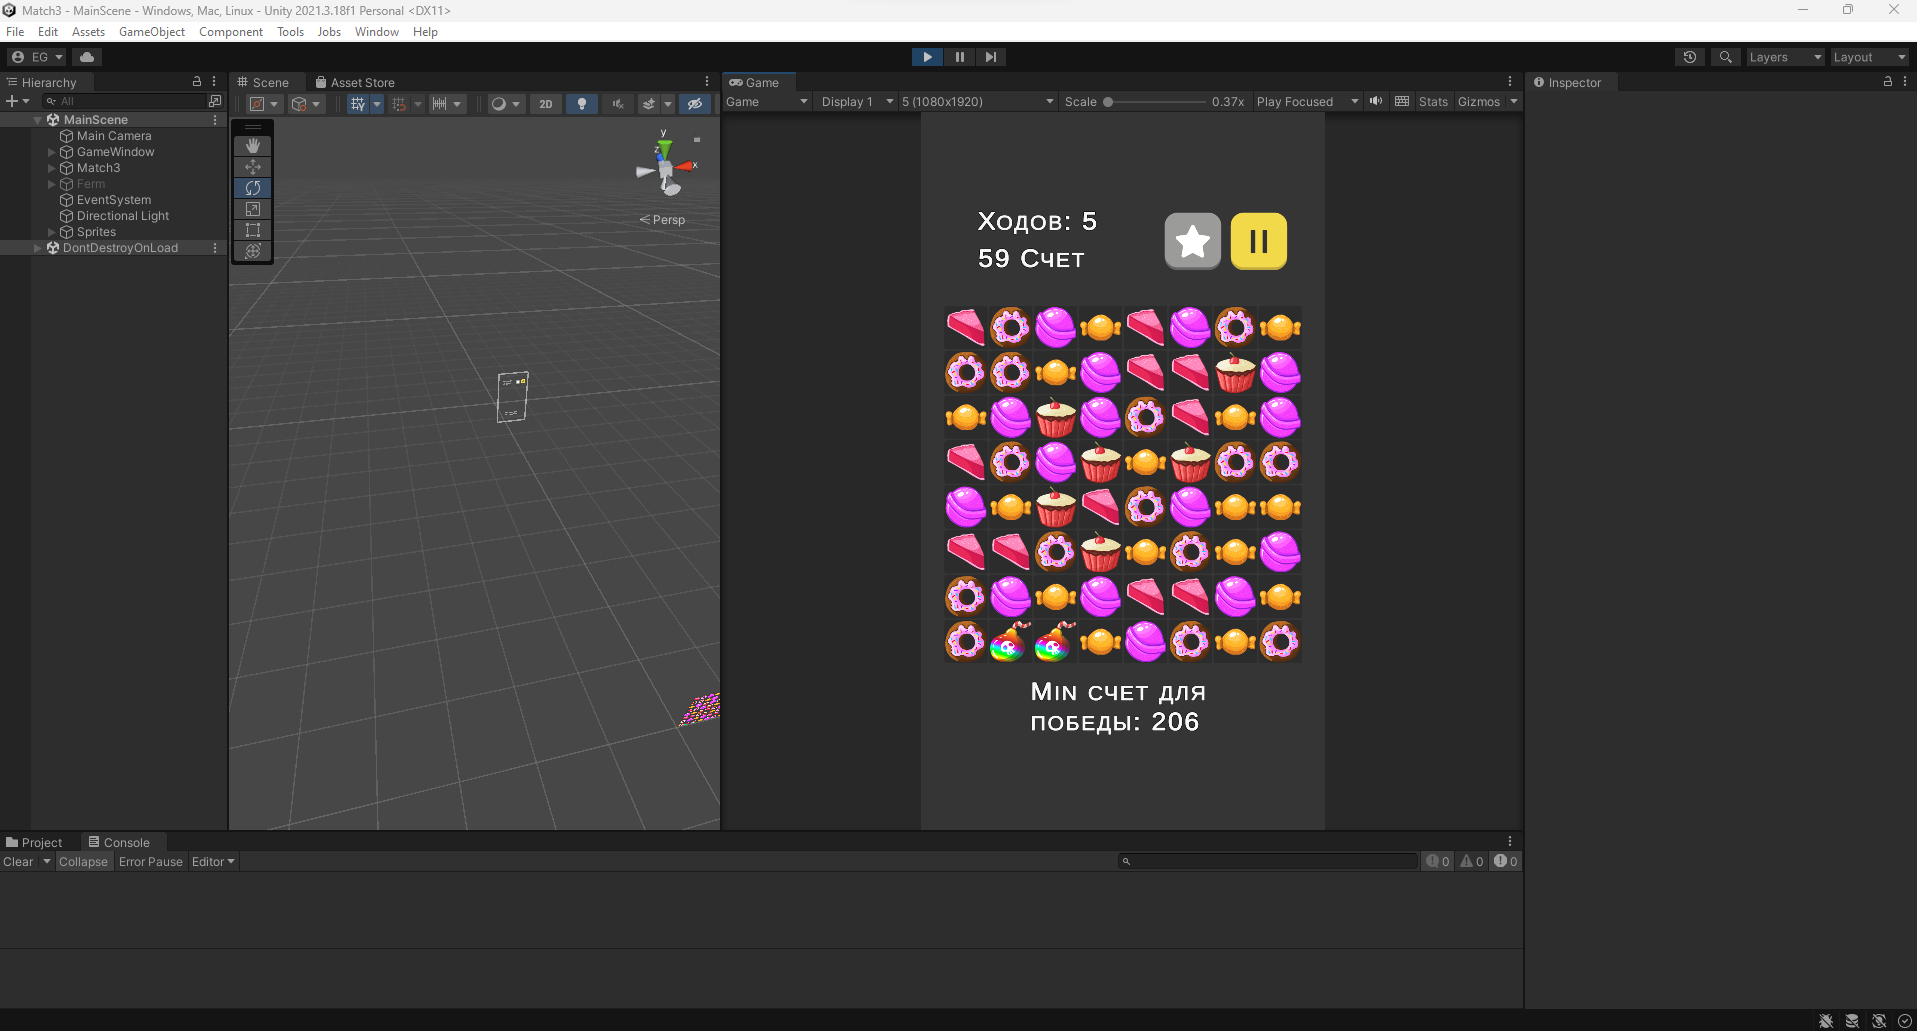 Match3 - MainScene - Windows, Mac, Linux - Unity 2021.3.18f1 Personal <DX11>
File Edit Assets GameObject Component Tools Jobs Window Help
EG
Layers Layout
Hierarchy
All
MainScene
Main Camera
GameWindow
Match3
Ferm
EventSystem
Directional Light
Sprites
DontDestroyOnLoad
Scene Asset Store
2D
y
z
x
Persp
Game
Game Display 1 5 (1080x1920) Scale 0.37x Play Focused Stats Gizmos
Ходов: 5
59 Счет
Min счет для
победы: 206
Inspector
Project Console
Clear Collapse Error Pause Editor
0 0 0